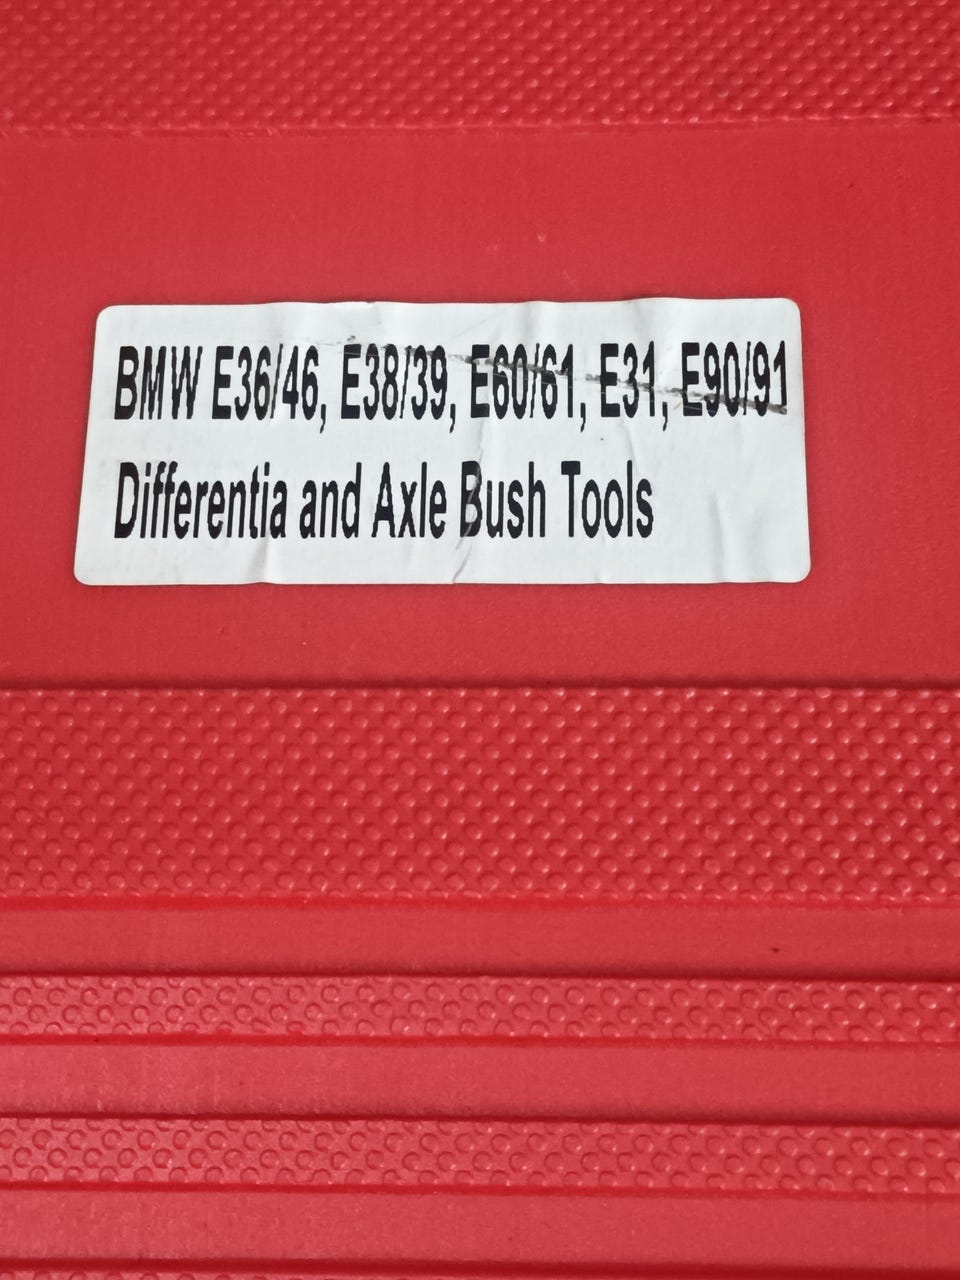 BMW E36/46, E38/39, E60/61, E31, E90/91
Differentia and Axle Bush Tools